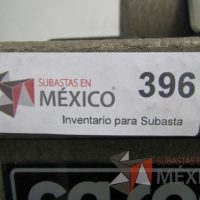 SUBASTAS EN
MÉXICO
396
Inventario para Subasta
SUBASTAS EN
MÉXICO